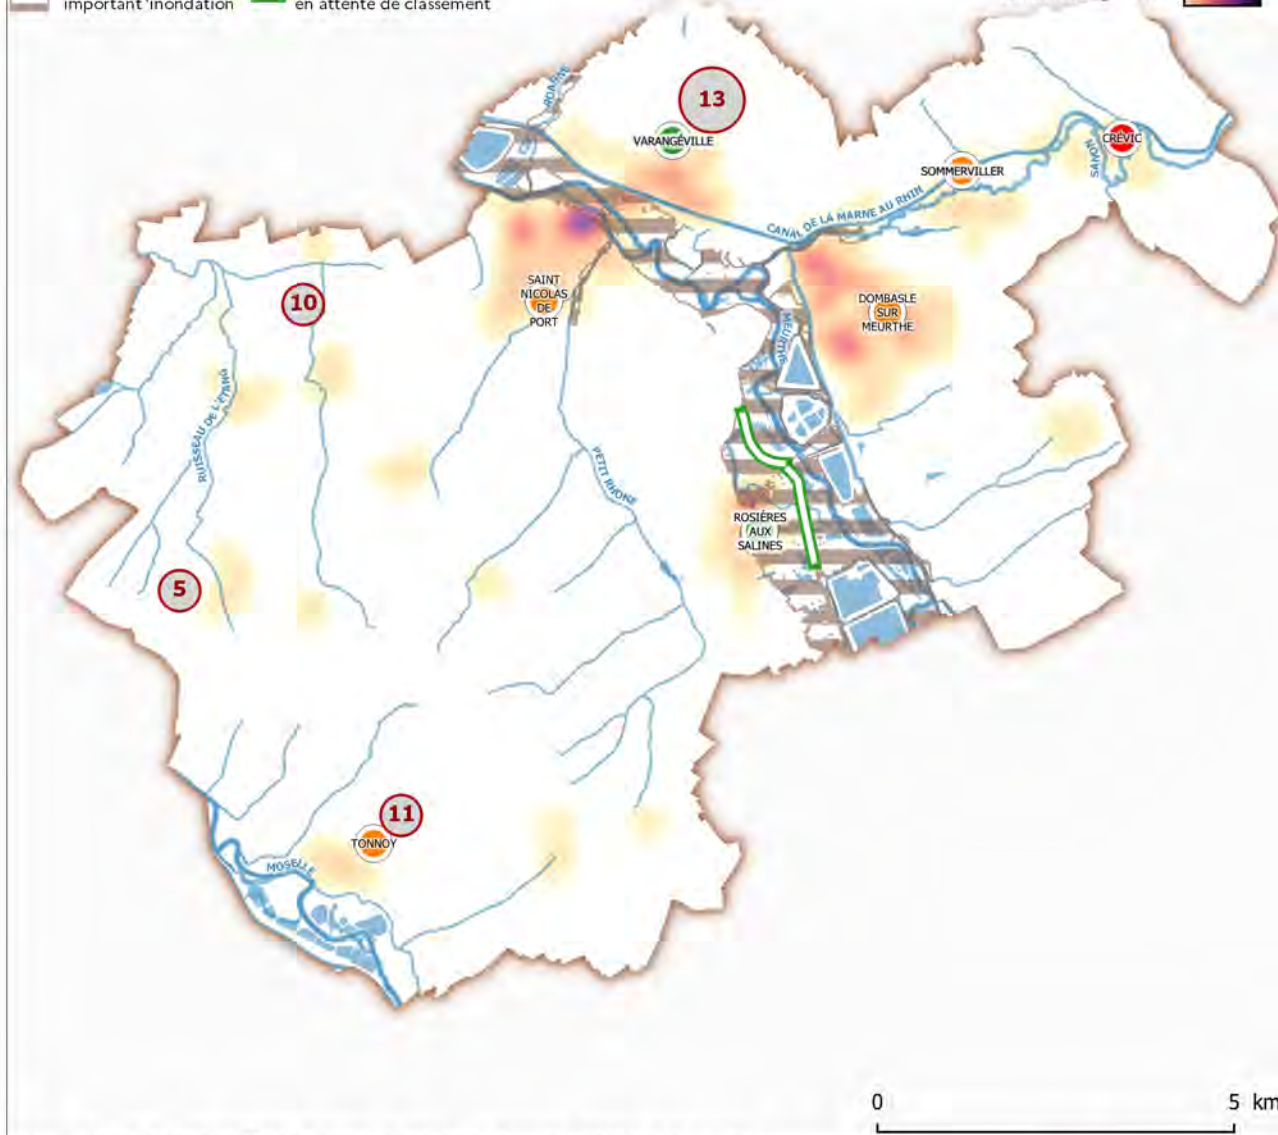 important 'inondation
en attente de classement
ROANNE
13
VARANGÉVILLE
CRÉVIC
SOMMERVILLER
SANON
CANAL DE LA MARNE AU RHIN
10
SAINT
NICOLAS
DE
PORT
DOMBASLE
SUR
MEURTHE
MEURTHE
RUISSEAU DE L'ÉTANG
PETIT RHONE
ROSIÈRES
AUX
SALINES
5
11
TONNOY
MOSELLE
0
5 km